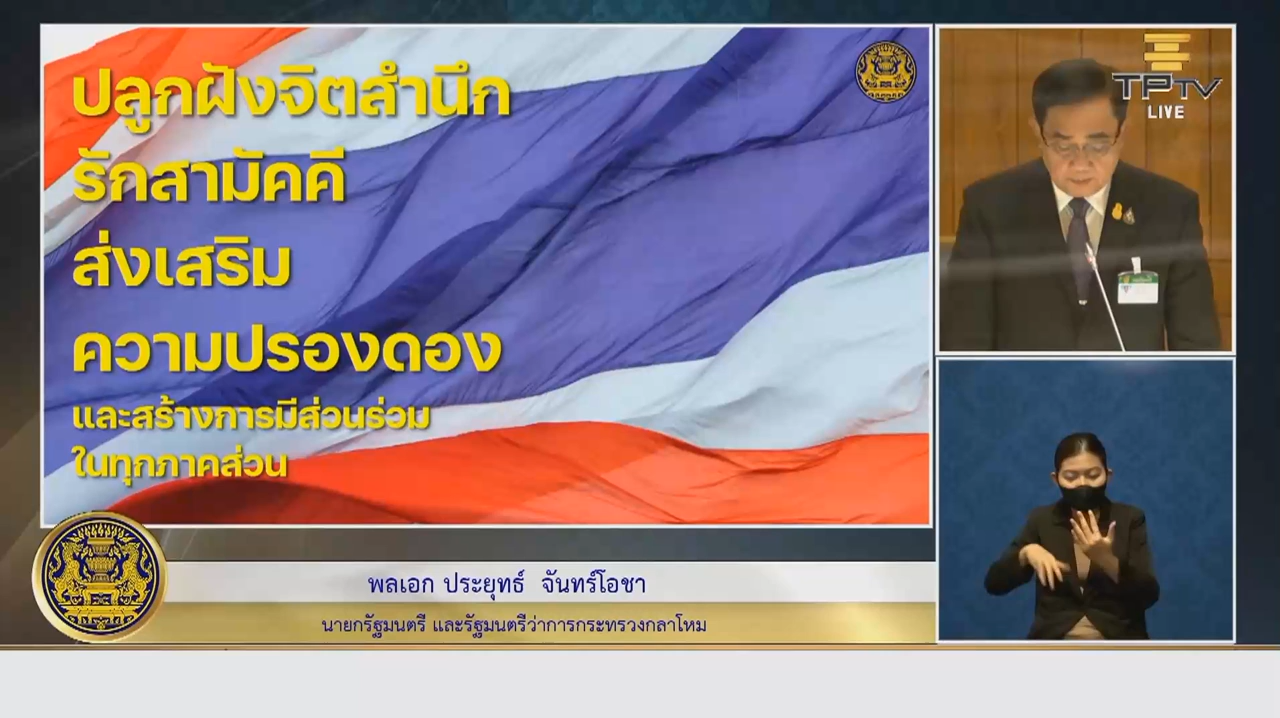 ปลูกฝังจิตสำนึก
รักสามัคคี
ส่งเสริม
ความปรองดอง
และสร้างการมีส่วนร่วม
ในทุกภาคส่วน
TPTV
LIVE
พลเอก ประยุทธ์ จันทร์โอชา
นายกรัฐมนตรี และรัฐมนตรีว่าการกระทรวงกลาโหม